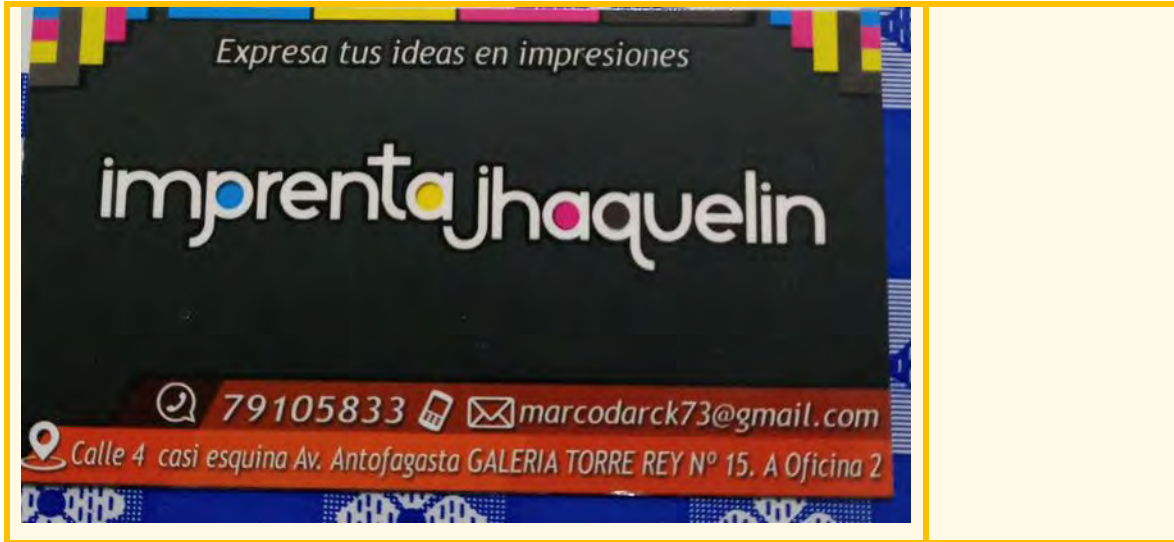 Expresa tus ideas en impresiones
imprenta jhaquelin
79105833 marcodarck73@gmail.com
Calle 4 casi esquina Av. Antofagasta GALERIA TORRE REY Nº 15. A Oficina 2